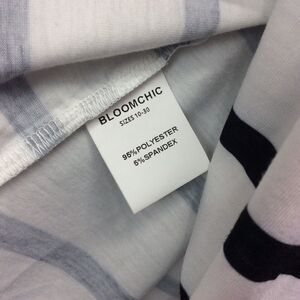 BLOOMCHIC
SIZES 10-30
95%POLYESTER
5%SPANDEX